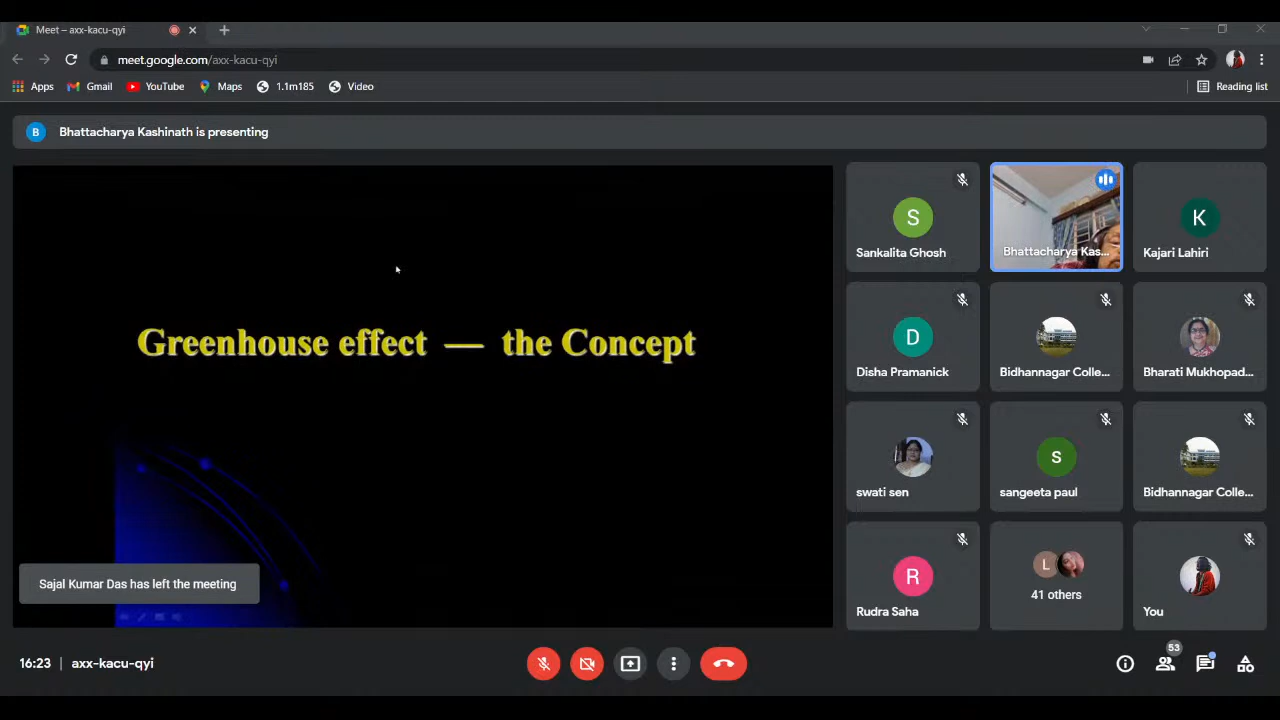 Meet – axx-kacu-qyi
meet.google.com/axx-kacu-qyi
Apps
Gmail
YouTube
Maps
1.1m185
Video
Reading list
B
Bhattacharya Kashinath is presenting
Greenhouse effect — the Concept
Sajal Kumar Das has left the meeting
S
Sankalita Ghosh
Bhattacharya Kas...
K
Kajari Lahiri
D
Disha Pramanick
Bidhannagar Colle...
Bharati Mukhopad...
swati sen
s
sangeeta paul
Bidhannagar Colle...
R
Rudra Saha
L
41 others
You
16:23 | axx-kacu-qyi
53